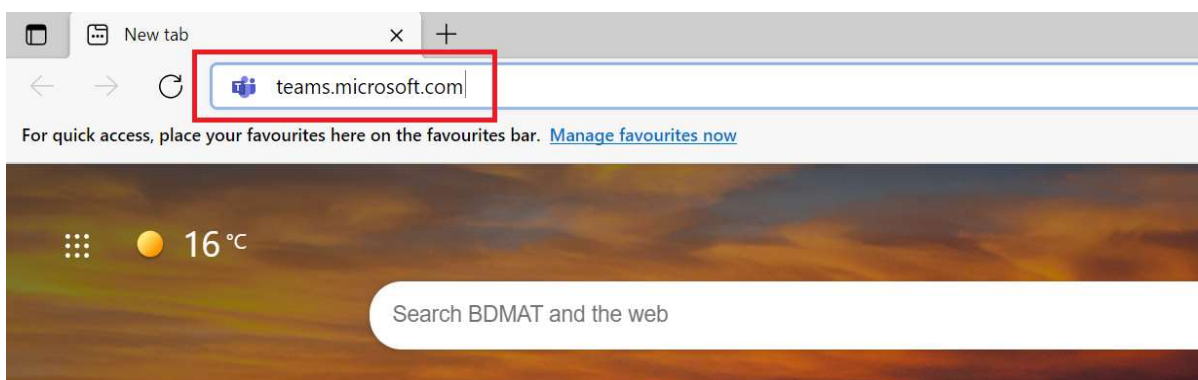 New tab
teams.microsoft.com
For quick access, place your favourites here on the favourites bar. Manage favourites now
16 °C
Search BDMAT and the web